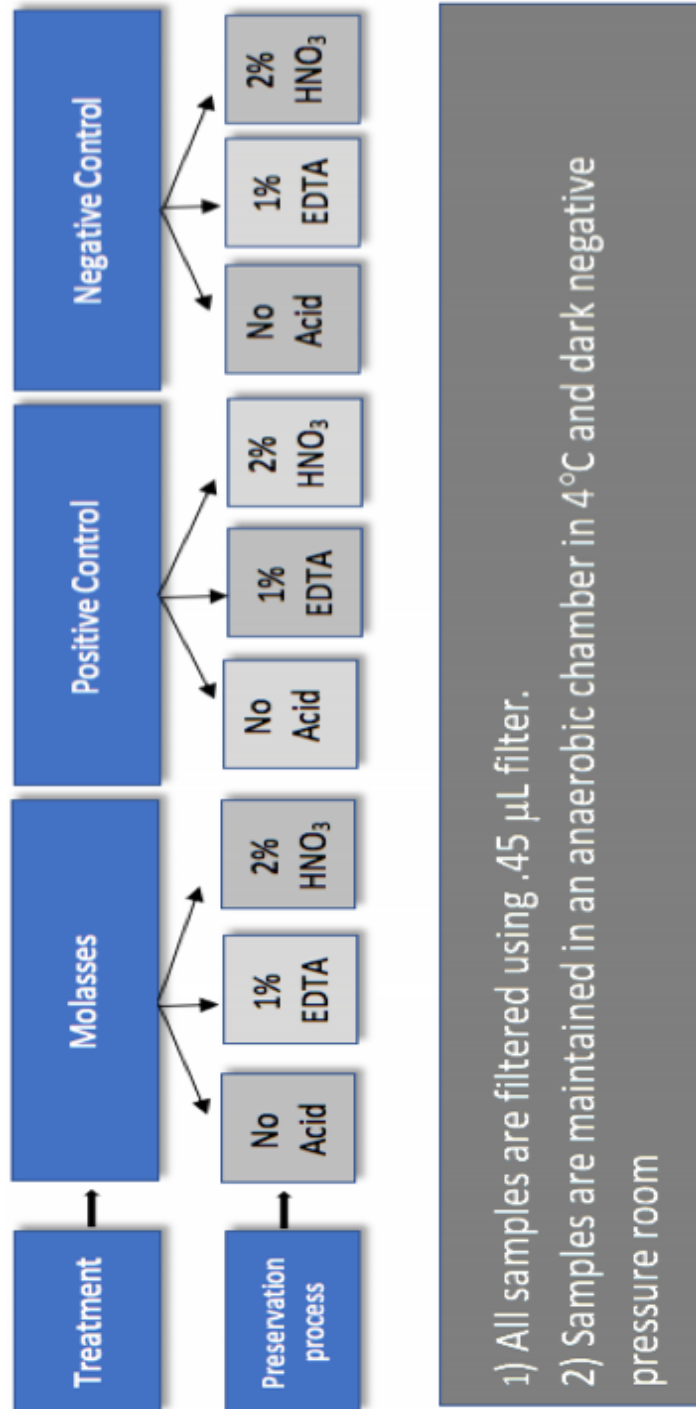 Treatment
Molasses
Positive Control
Negative Control
Preservation
process
No
Acid
1%
EDTA
2%
HNO₃
No
Acid
1%
EDTA
2%
HNO₃
No
Acid
1%
EDTA
2%
HNO₃
1) All samples are filtered using .45 µL filter.
2) Samples are maintained in an anaerobic chamber in 4°C and dark negative
pressure room